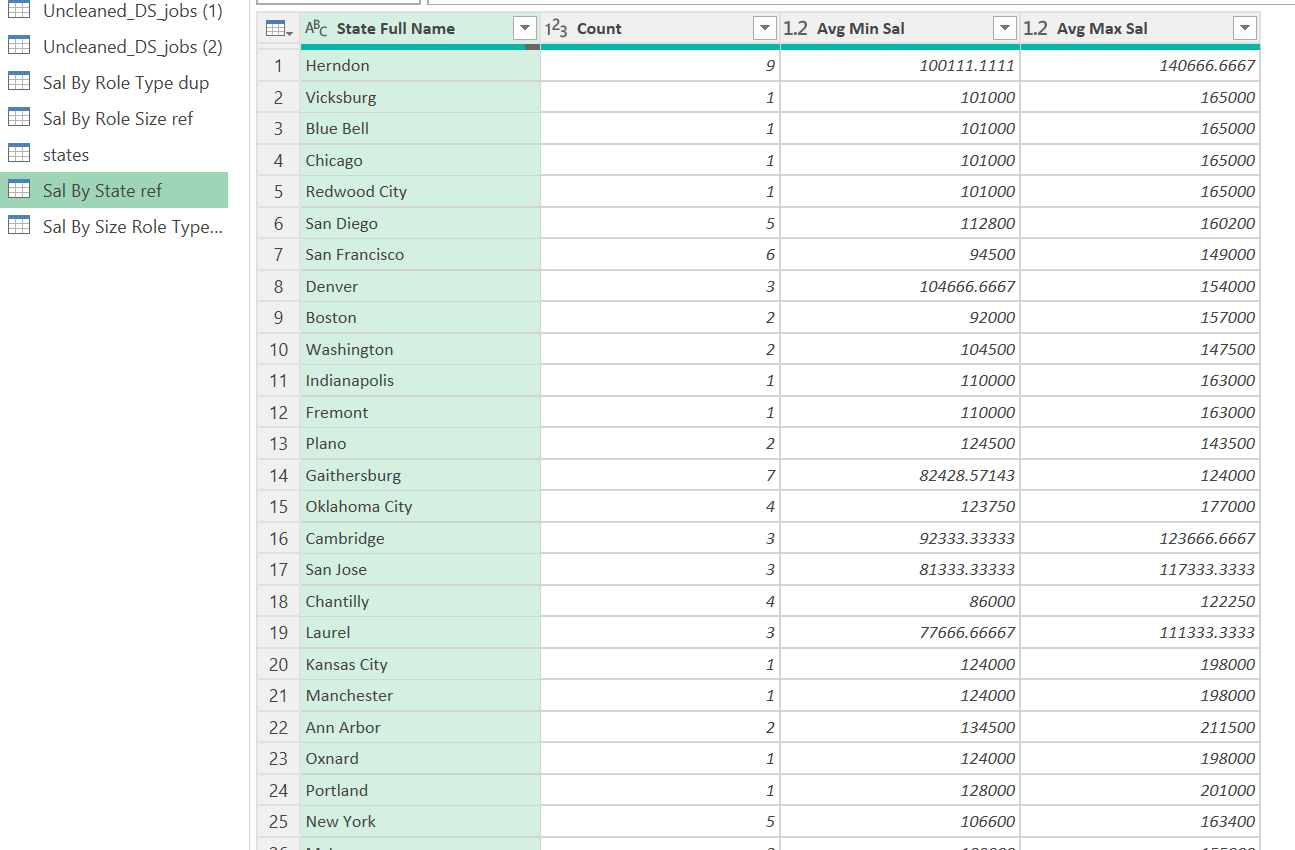 Uncleaned_DS_jobs (1)
Uncleaned_DS_jobs (2)
Sal By Role Type dup
Sal By Role Size ref
states
Sal By State ref
Sal By Size Role Type...
ABC State Full Name 123 Count 1.2 Avg Min Sal 1.2 Avg Max Sal
1 Herndon 9 100111.1111 140666.6667
2 Vicksburg 1 101000 165000
3 Blue Bell 1 101000 165000
4 Chicago 1 101000 165000
5 Redwood City 1 101000 165000
6 San Diego 5 112800 160200
7 San Francisco 6 94500 149000
8 Denver 3 104666.6667 154000
9 Boston 2 92000 157000
10 Washington 2 104500 147500
11 Indianapolis 1 110000 163000
12 Fremont 1 110000 163000
13 Plano 2 124500 143500
14 Gaithersburg 7 82428.57143 124000
15 Oklahoma City 4 123750 177000
16 Cambridge 3 92333.33333 123666.6667
17 San Jose 3 81333.33333 117333.3333
18 Chantilly 4 86000 122250
19 Laurel 3 77666.66667 111333.3333
20 Kansas City 1 124000 198000
21 Manchester 1 124000 198000
22 Ann Arbor 2 134500 211500
23 Oxnard 1 124000 198000
24 Portland 1 128000 201000
25 New York 5 106600 163400